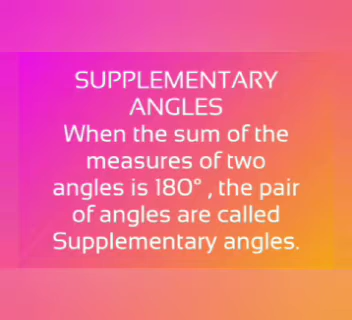 SUPPLEMENTARY
ANGLES
When the sum of the
measures of two
angles is 180° , the pair
of angles are called
Supplementary angles.